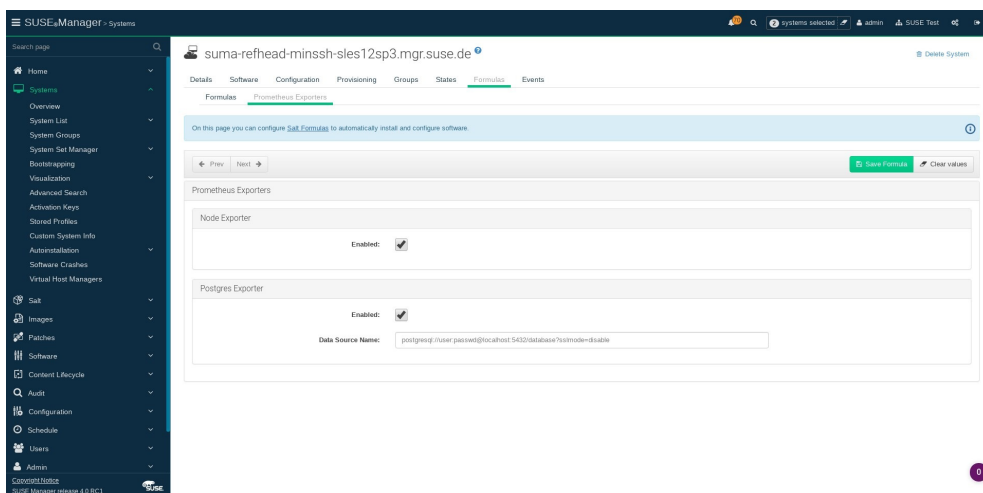 SUSE®Manager > Systems
systems selected
admin
SUSE Test
Search page
Home
Systems
Overview
System List
System Groups
System Set Manager
Bootstrapping
Visualization
Advanced Search
Activation Keys
Stored Profiles
Custom System Info
Autoinstallation
Software Crashes
Virtual Host Managers
Salt
Images
Patches
Software
Content Lifecycle
Audit
Configuration
Schedule
Users
Admin
Copyright Notice
SUSE Manager release 4.0 RC1
SUSE
suma-refhead-minssh-sles12sp3.mgr.suse.de ?
Delete System
Details Software Configuration Provisioning Groups States Formulas Events
Formulas Prometheus Exporters
On this page you can configure Salt Formulas to automatically install and configure software.
Prev Next
Save Formula Clear values
Prometheus Exporters
Node Exporter
Enabled:
Postgres Exporter
Enabled:
Data Source Name: postgresql://user:passwd@localhost:5432/database?sslmode=disable
0